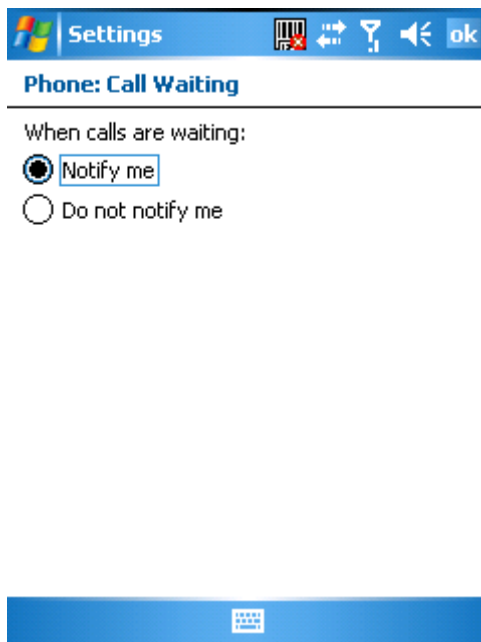 Settings
ok
Phone: Call Waiting
When calls are waiting:
Notify me
Do not notify me